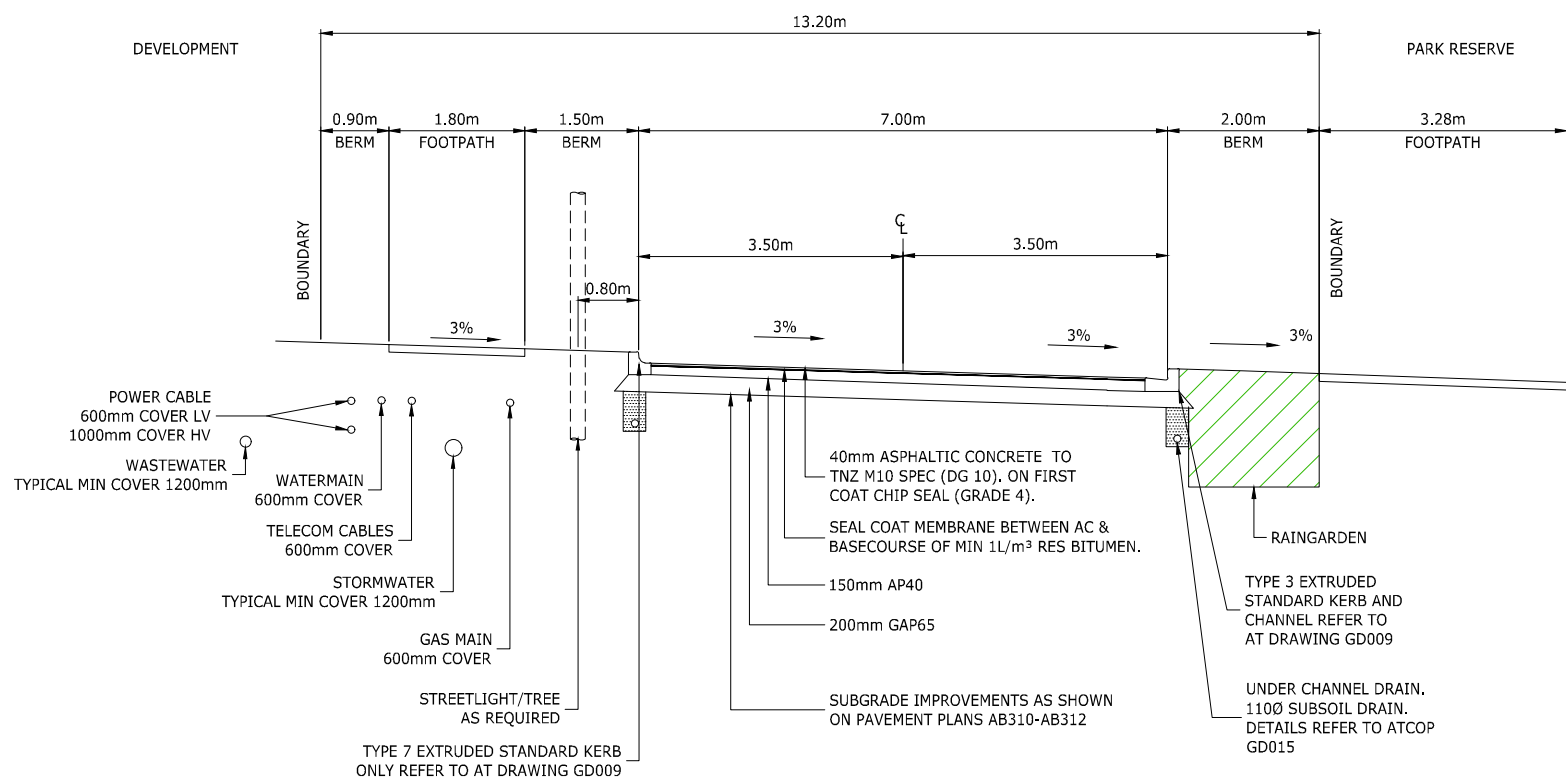 13.20m
DEVELOPMENT
PARK RESERVE
0.90m
BERM
1.80m
FOOTPATH
1.50m
BERM
7.00m
2.00m
BERM
3.28m
FOOTPATH
BOUNDARY
BOUNDARY
CL
3.50m
3.50m
0.80m
3%
3%
3%
3%
POWER CABLE
600mm COVER LV
1000mm COVER HV
WASTEWATER
TYPICAL MIN COVER 1200mm
WATERMAIN
600mm COVER
TELECOM CABLES
600mm COVER
STORMWATER
TYPICAL MIN COVER 1200mm
GAS MAIN
600mm COVER
STREETLIGHT/TREE
AS REQUIRED
TYPE 7 EXTRUDED STANDARD KERB
ONLY REFER TO AT DRAWING GD009
40mm ASPHALTIC CONCRETE TO
TNZ M10 SPEC (DG 10). ON FIRST
COAT CHIP SEAL (GRADE 4).
SEAL COAT MEMBRANE BETWEEN AC &
BASECOURSE OF MIN 1L/m³ RES BITUMEN.
150mm AP40
200mm GAP65
SUBGRADE IMPROVEMENTS AS SHOWN
ON PAVEMENT PLANS AB310-AB312
RAINGARDEN
TYPE 3 EXTRUDED
STANDARD KERB AND
CHANNEL REFER TO
AT DRAWING GD009
UNDER CHANNEL DRAIN.
110Ø SUBSOIL DRAIN.
DETAILS REFER TO ATCOP
GD015